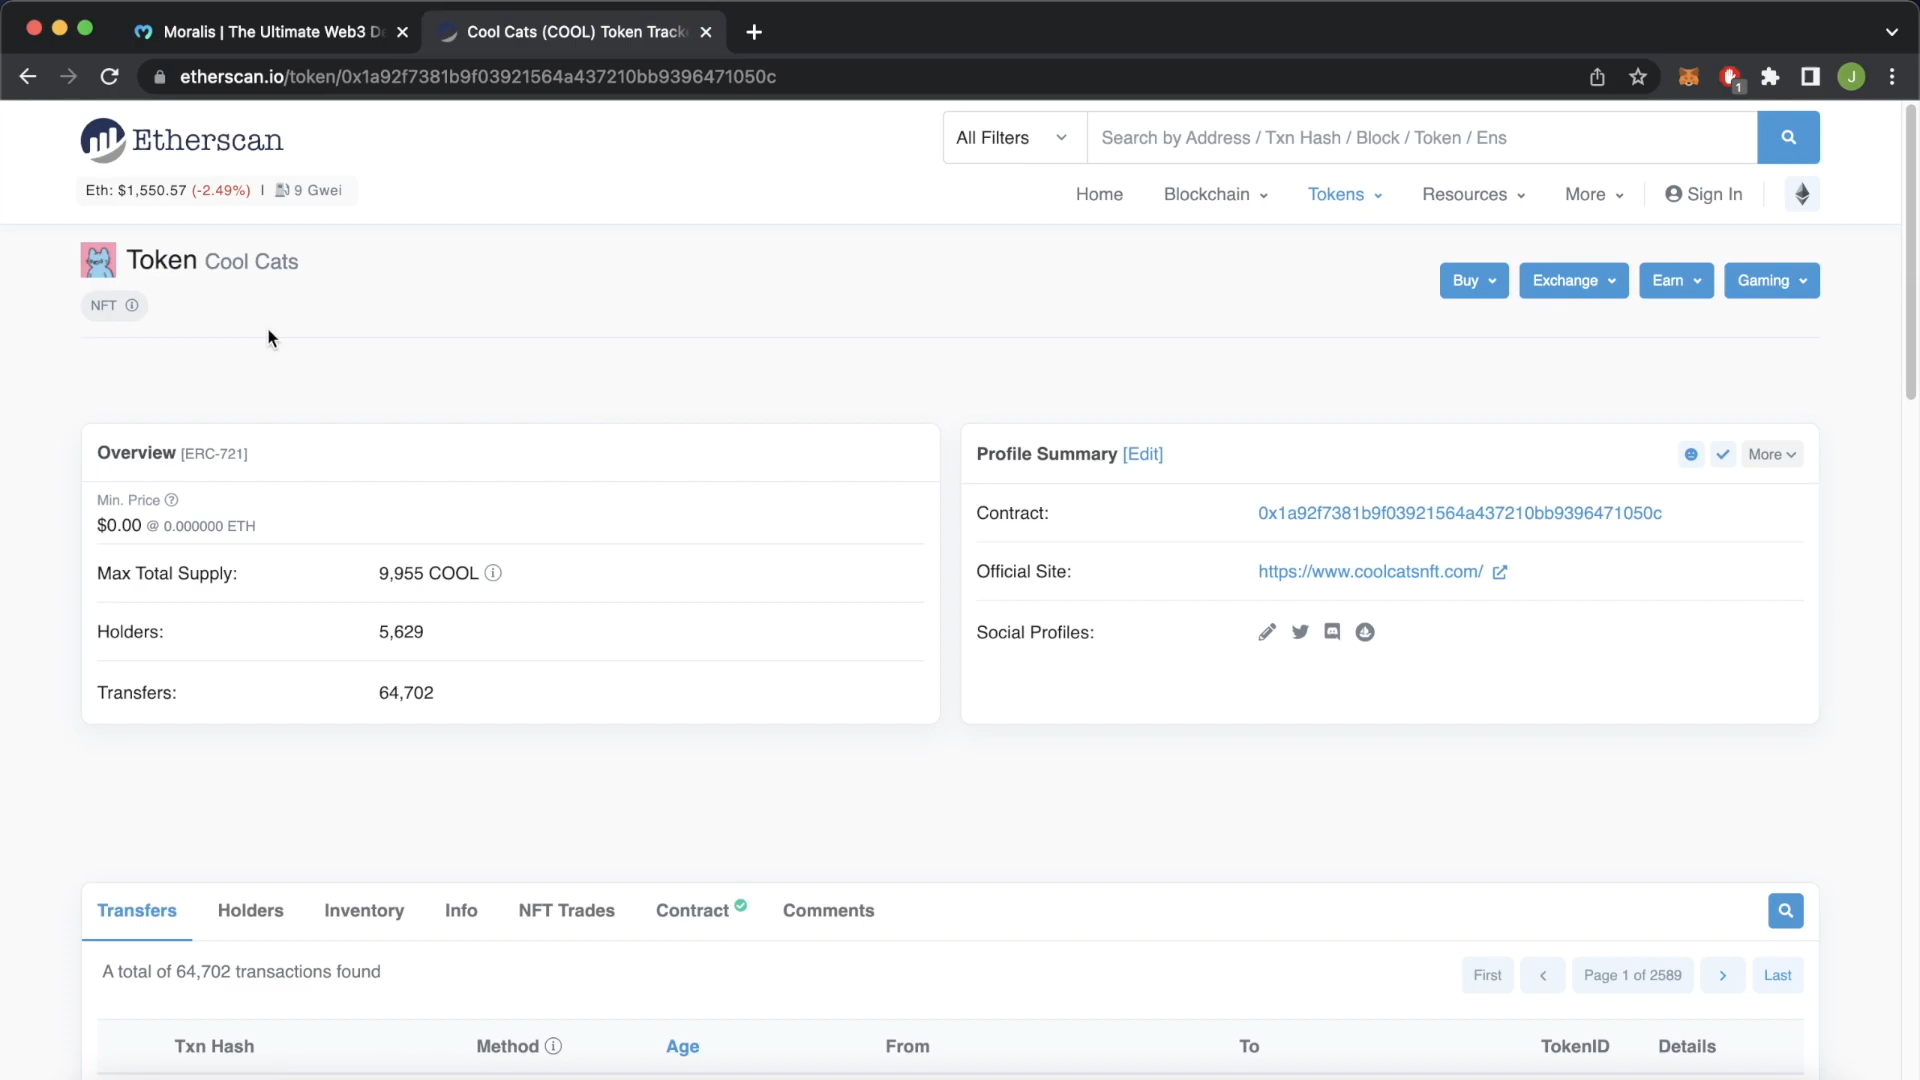 Moralis | The Ultimate Web3 De
Cool Cats (COOL) Token Track
etherscan.io/token/0x1a92f7381b9f03921564a437210bb9396471050c
1
J
Etherscan
All Filters
Search by Address / Txn Hash / Block / Token / Ens
Eth: $1,550.57 (-2.49%) | 9 Gwei
Home Blockchain Tokens Resources More Sign In
Token Cool Cats
NFT
Buy Exchange Earn Gaming
Overview [ERC-721]
Min. Price
$0.00 @ 0.000000 ETH
Max Total Supply: 9,955 COOL
Holders: 5,629
Transfers: 64,702
Profile Summary [Edit] More
Contract: 0x1a92f7381b9f03921564a437210bb9396471050c
Official Site: https://www.coolcatsnft.com/
Social Profiles:
Transfers Holders Inventory Info NFT Trades Contract Comments
A total of 64,702 transactions found
First Page 1 of 2589 Last
Txn Hash Method Age From To TokenID Details